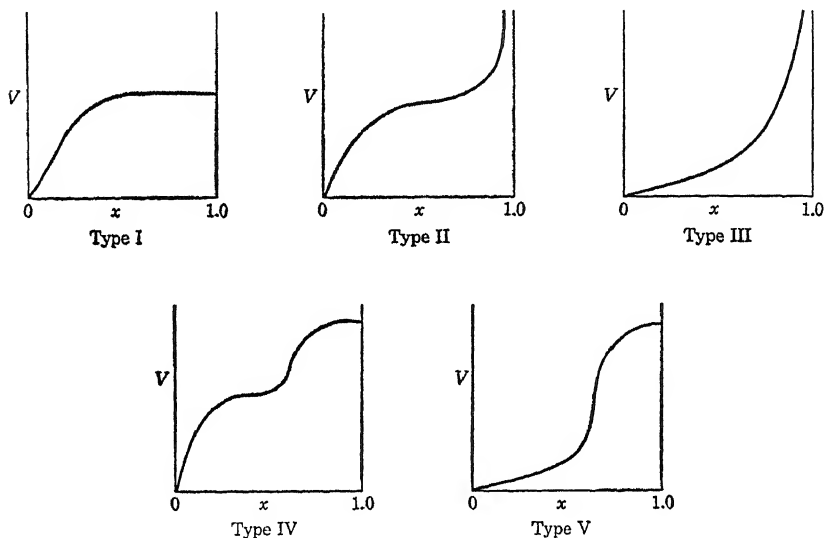 V V V
0 x 1.0 0 x 1.0 0 x 1.0
Type I Type II Type III
V V
0 x 1.0 0 x 1.0
Type IV Type V